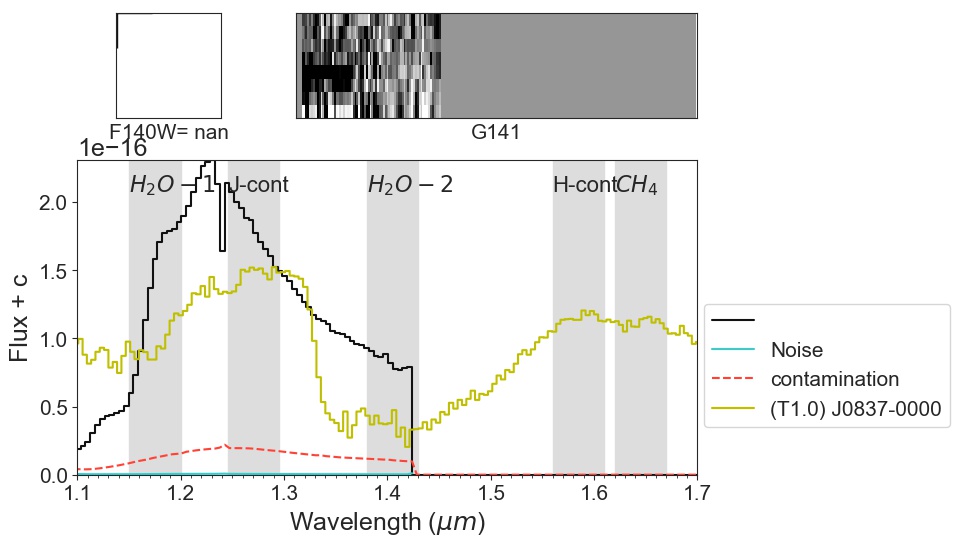 F140W= nan
G141
1e−16
H₂O − 1
J-cont
H₂O − 2
H-cont
CH₄
2.0
1.5
1.0
0.5
0.0
Flux + c
1.1 1.2 1.3 1.4 1.5 1.6 1.7
Wavelength (μm)
Noise
contamination
(T1.0) J0837-0000